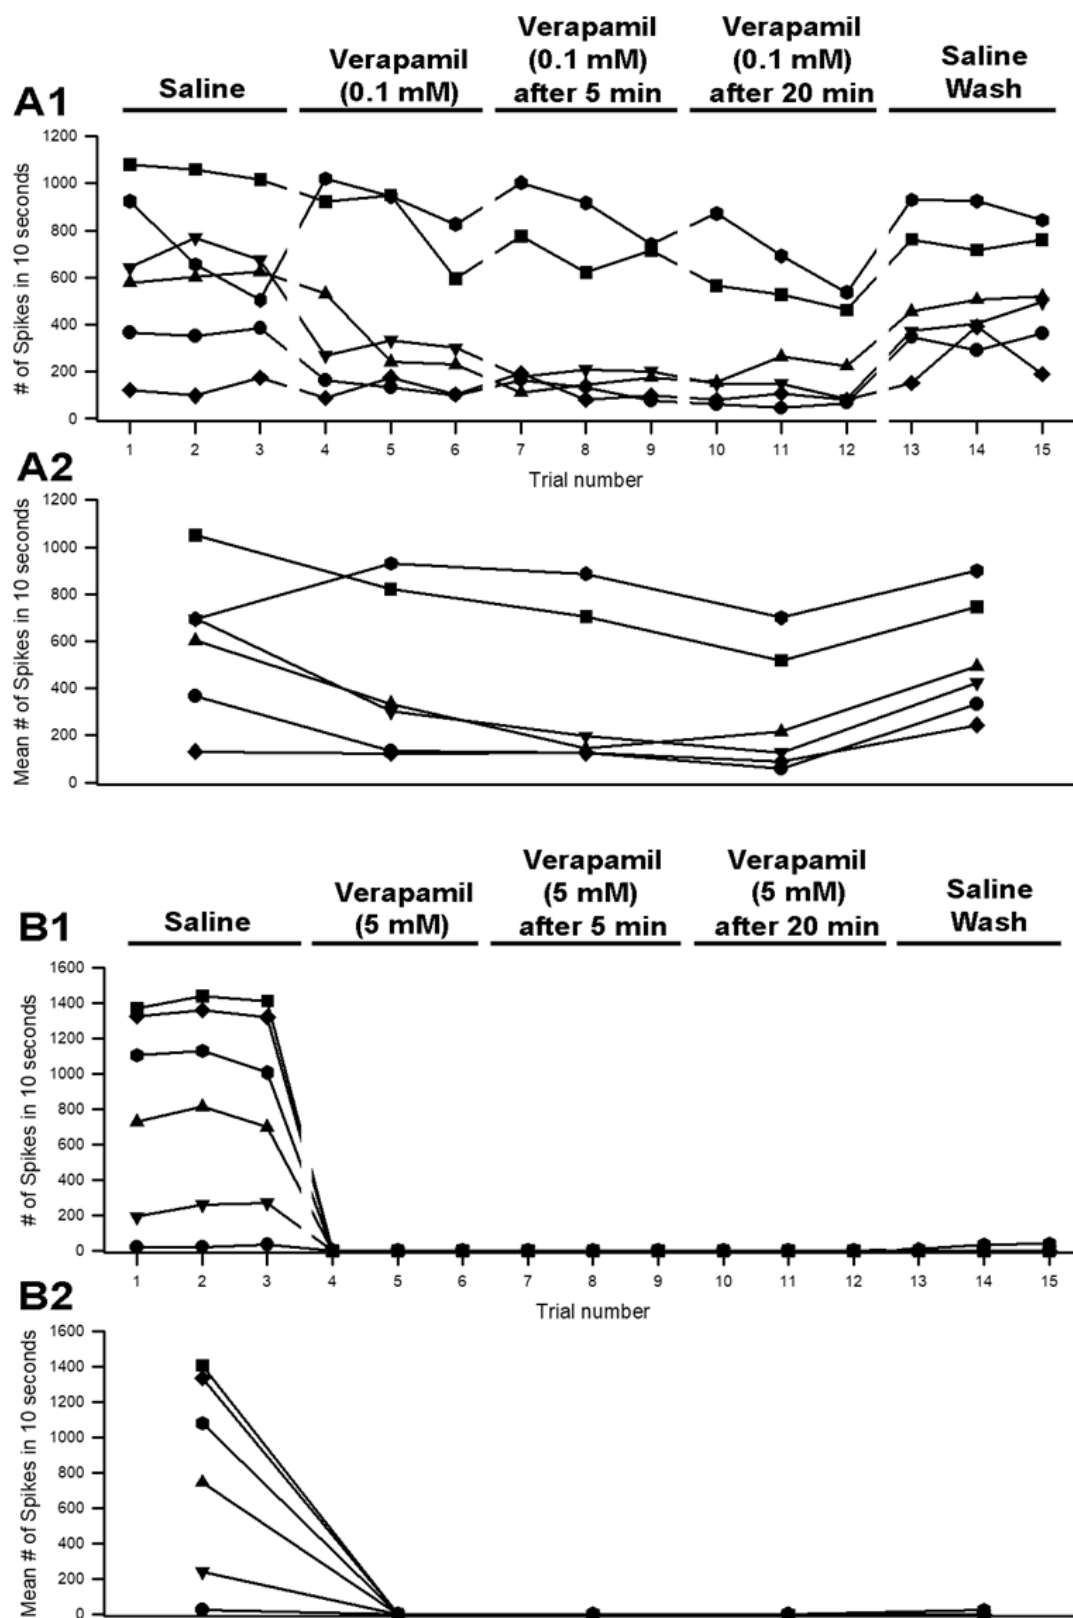 A1
Saline
Verapamil
(0.1 mM)
Verapamil
(0.1 mM)
after 5 min
Verapamil
(0.1 mM)
after 20 min
Saline
Wash
# of Spikes in 10 seconds
1200
1000
800
600
400
200
0
1 2 3 4 5 6 7 8 9 10 11 12 13 14 15
Trial number
A2
Mean # of Spikes in 10 seconds
1200
1000
800
600
400
200
0
B1
Saline
Verapamil
(5 mM)
Verapamil
(5 mM)
after 5 min
Verapamil
(5 mM)
after 20 min
Saline
Wash
# of Spikes in 10 seconds
1600
1400
1200
1000
800
600
400
200
0
1 2 3 4 5 6 7 8 9 10 11 12 13 14 15
Trial number
B2
Mean # of Spikes in 10 seconds
1600
1400
1200
1000
800
600
400
200
0